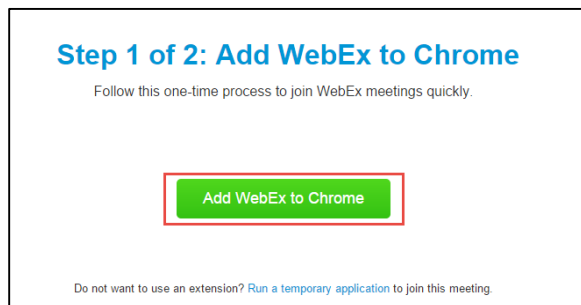 Step 1 of 2: Add WebEx to Chrome
Follow this one-time process to join WebEx meetings quickly.
Add WebEx to Chrome
Do not want to use an extension? Run a temporary application to join this meeting.